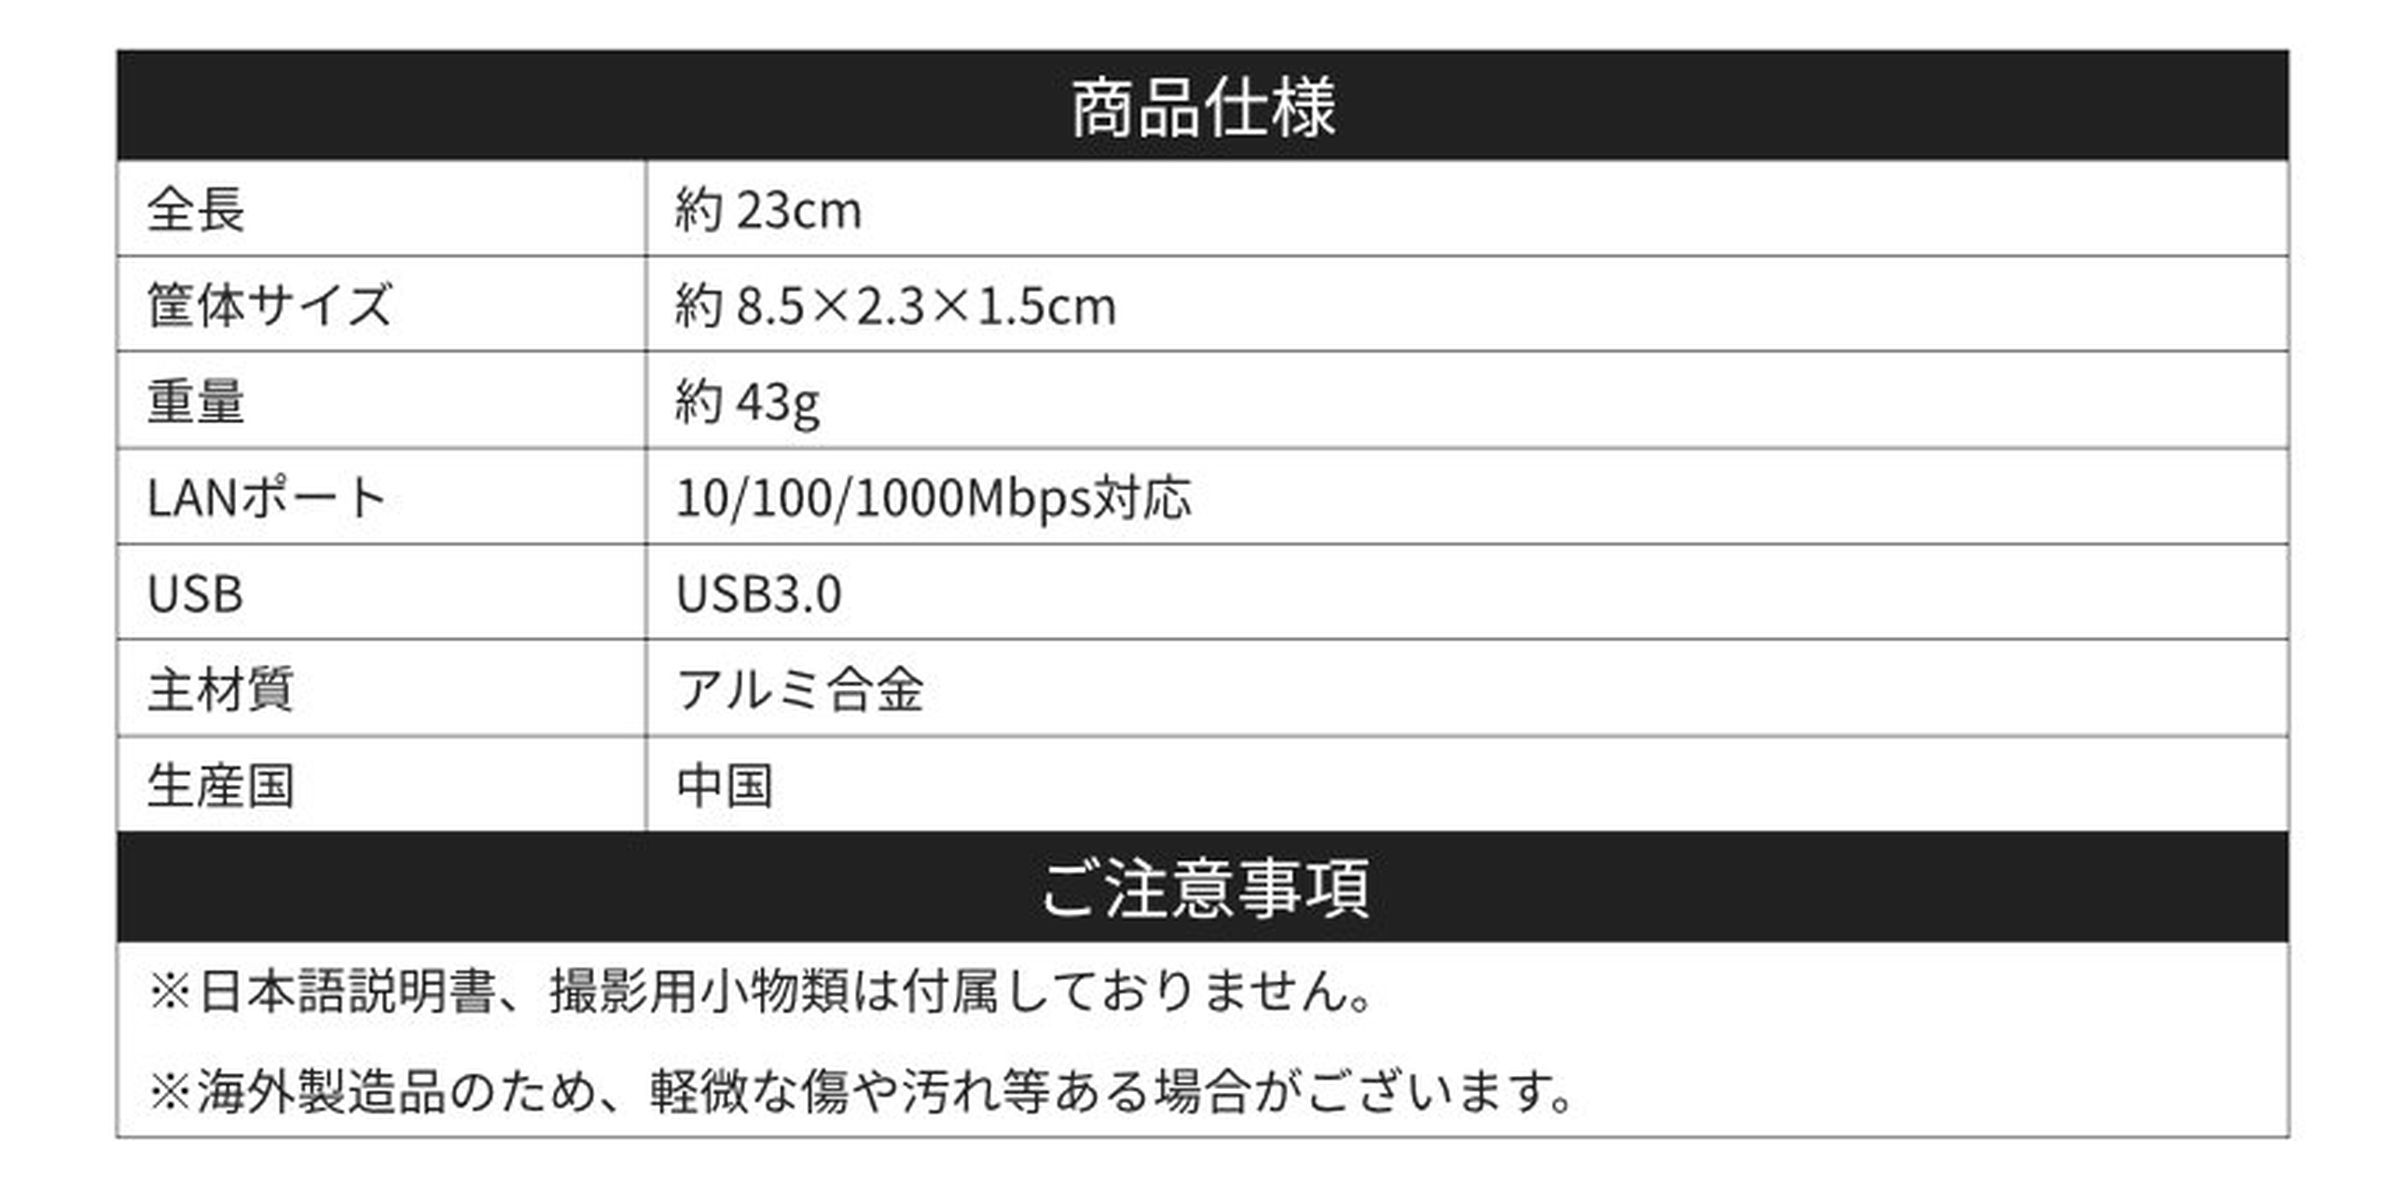 商品仕様
全長 約 23cm
筐体サイズ 約 8.5×2.3×1.5cm
重量 約 43g
LANポート 10/100/1000Mbps対応
USB USB3.0
主材質 アルミ合金
生産国 中国
ご注意事項
※日本語説明書、撮影用小物類は付属しておりません。
※海外製造品のため、軽微な傷や汚れ等ある場合がございます。